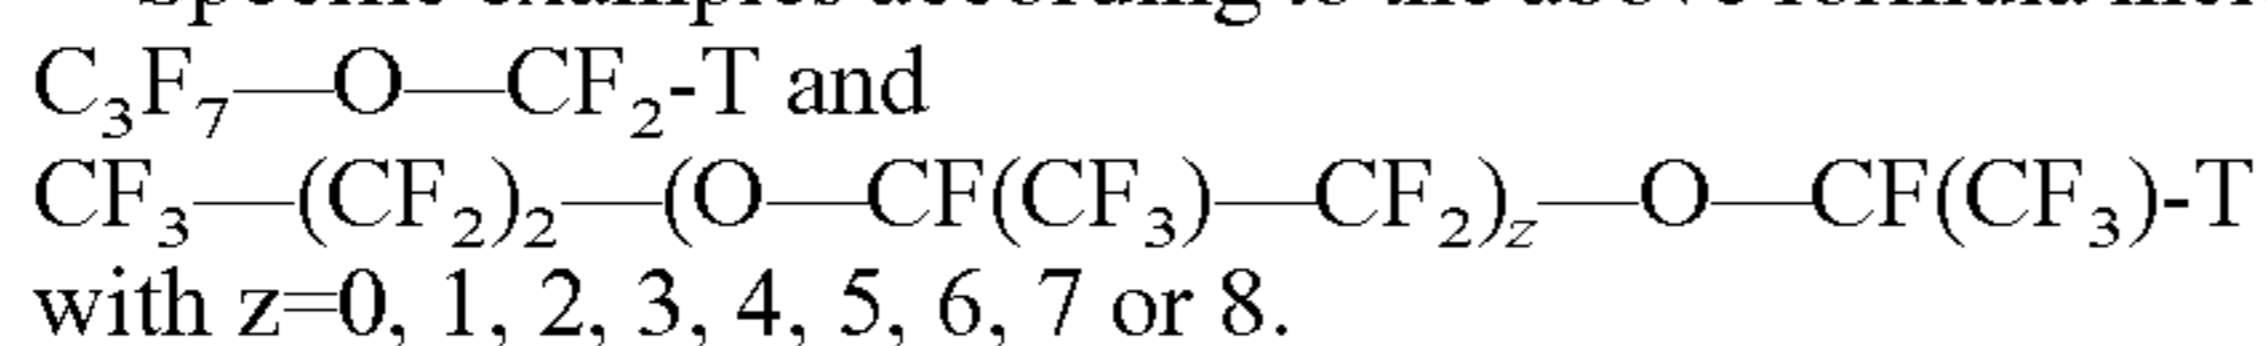 C₃F₇—O—CF₂-T and
CF₃—(CF₂)₂—(O—CF(CF₃)—CF₂)z—O—CF(CF₃)-T
with z=0, 1, 2, 3, 4, 5, 6, 7 or 8.